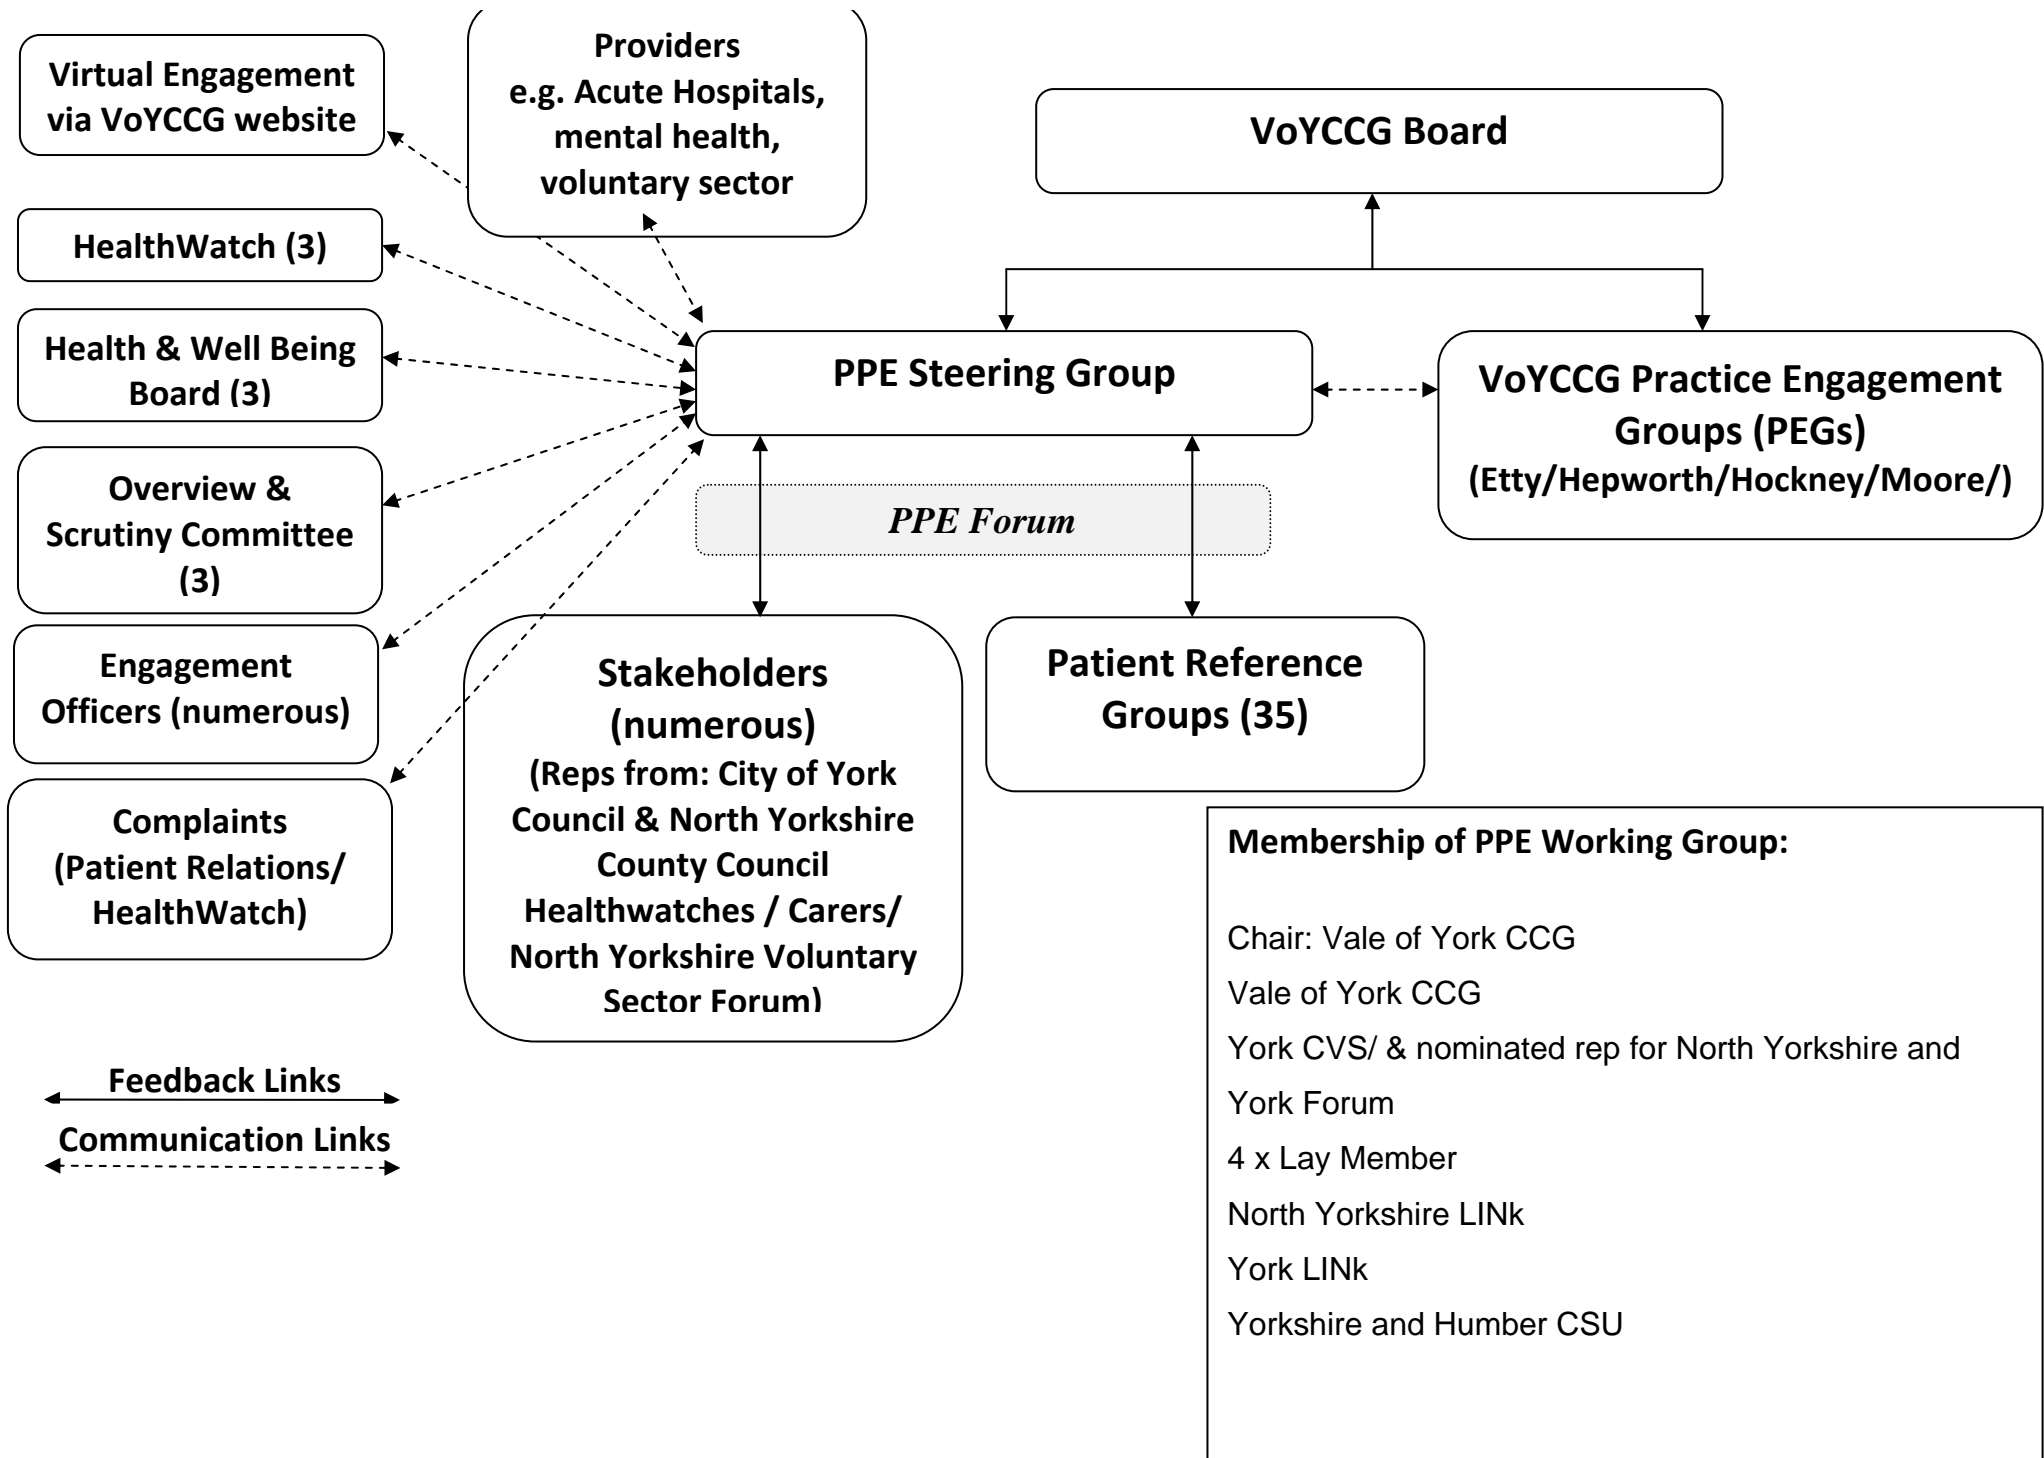 Virtual Engagement
via VoYCCG website
Providers
e.g. Acute Hospitals,
mental health,
voluntary sector
VoYCCG Board
HealthWatch (3)
Health & Well Being
Board (3)
PPE Steering Group
VoYCCG Practice Engagement
Groups (PEGs)
(Etty/Hepworth/Hockney/Moore/)
Overview &
Scrutiny Committee
(3)
PPE Forum
Engagement
Officers (numerous)
Complaints
(Patient Relations/
HealthWatch)
Stakeholders
(numerous)
(Reps from: City of York
Council & North Yorkshire
County Council
Healthwatches / Carers/
North Yorkshire Voluntary
Sector Forum)
Patient Reference
Groups (35)
Feedback Links
Communication Links
Membership of PPE Working Group:
Chair: Vale of York CCG
Vale of York CCG
York CVS/ & nominated rep for North Yorkshire and
York Forum
4 x Lay Member
North Yorkshire LINk
York LINk
Yorkshire and Humber CSU